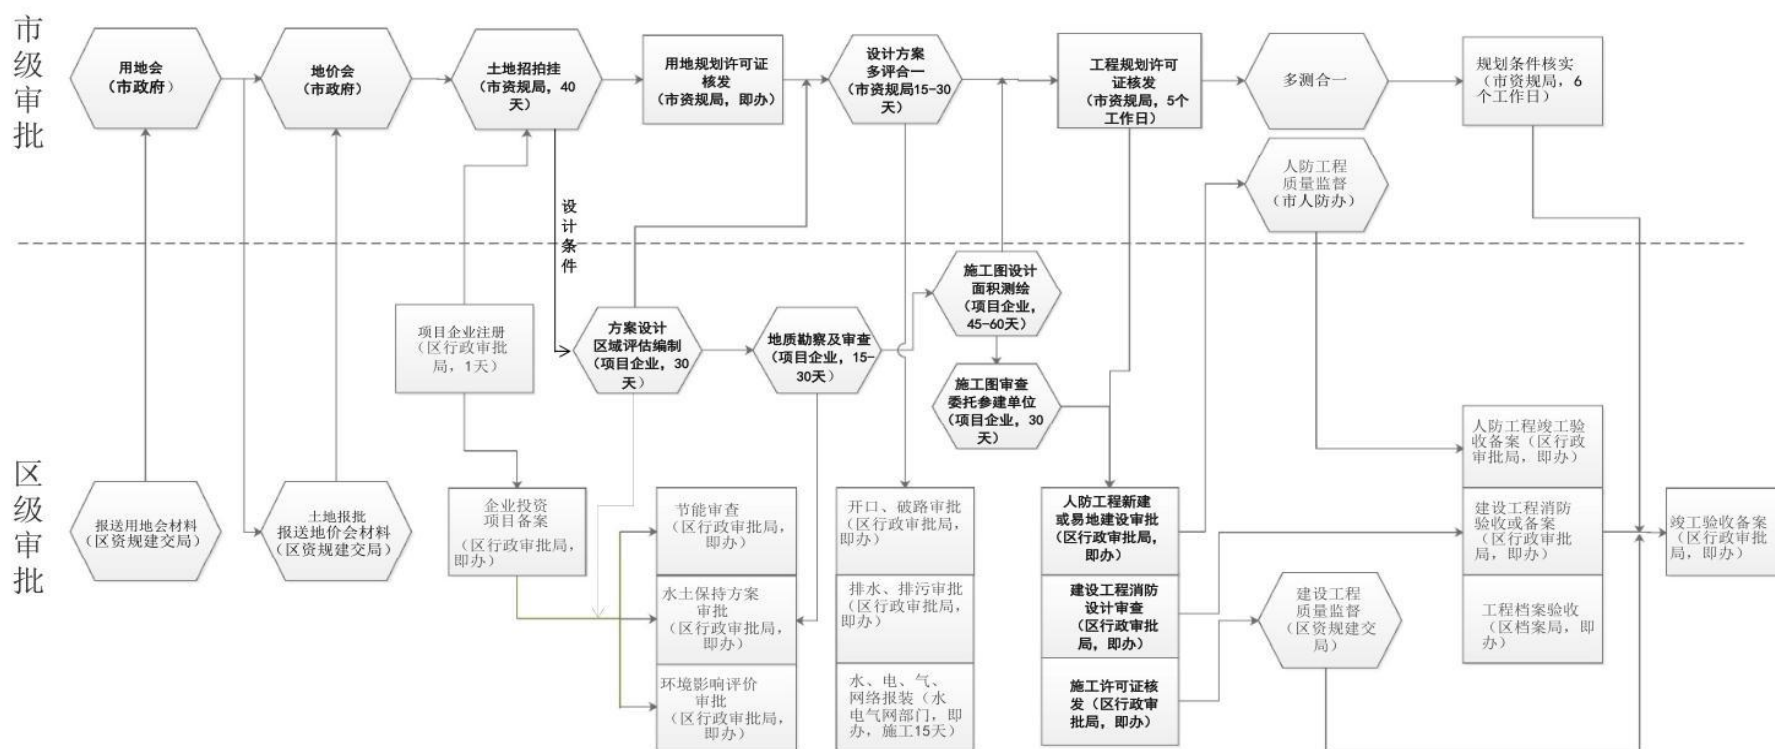 市级审批
用地会
（市政府）
地价会
（市政府）
土地招拍挂
（市资规局，40
天）
用地规划许可证
核发
（市资规局，即办）
设计方案
多评合一
（市资规局15-30
天）
工程规划许可
证核发
（市资规局，5个
工作日）
多测合一
规划条件核实
（市资规局，6
个工作日）
人防工程
质量监督
（市人防办）
设计条件
区级审批
项目企业注册
（区行政审批
局，1天）
方案设计
区域评估编制
（项目企业，30
天）
地质勘察及审查
（项目企业，15-
30天）
施工图设计
面积测绘
（项目企业，
45-60天）
施工图审查
委托参建单位
（项目企业，30
天）
报送用地会材料
（区资规建交局）
土地报批
报送地价会材料
（区资规建交局）
企业投资
项目备案
（区行政审批局，
即办）
节能审查
（区行政审批局，
即办）
水土保持方案
审批
（区行政审批局，
即办）
环境影响评价
审批
（区行政审批局，
即办）
开口、破路审批
（区行政审批局，
即办）
排水、排污审批
（区行政审批局，
即办）
水、电、气、
网络报装（水
电气网部门，即
办，施工15天）
人防工程新建
或易地建设审批
（区行政审批局，
即办）
建设工程消防
设计审查
（区行政审批
局，即办）
施工许可证核
发（区行政审
批局，即办）
建设工程
质量监督
（区资规建交
局）
人防工程竣工验
收备案（区行政
审批局，即办）
建设工程消防
验收或备案
（区行政审批
局，即办）
工程档案验收
（区档案局，即
办）
竣工验收备案
（区行政审批
局，即办）